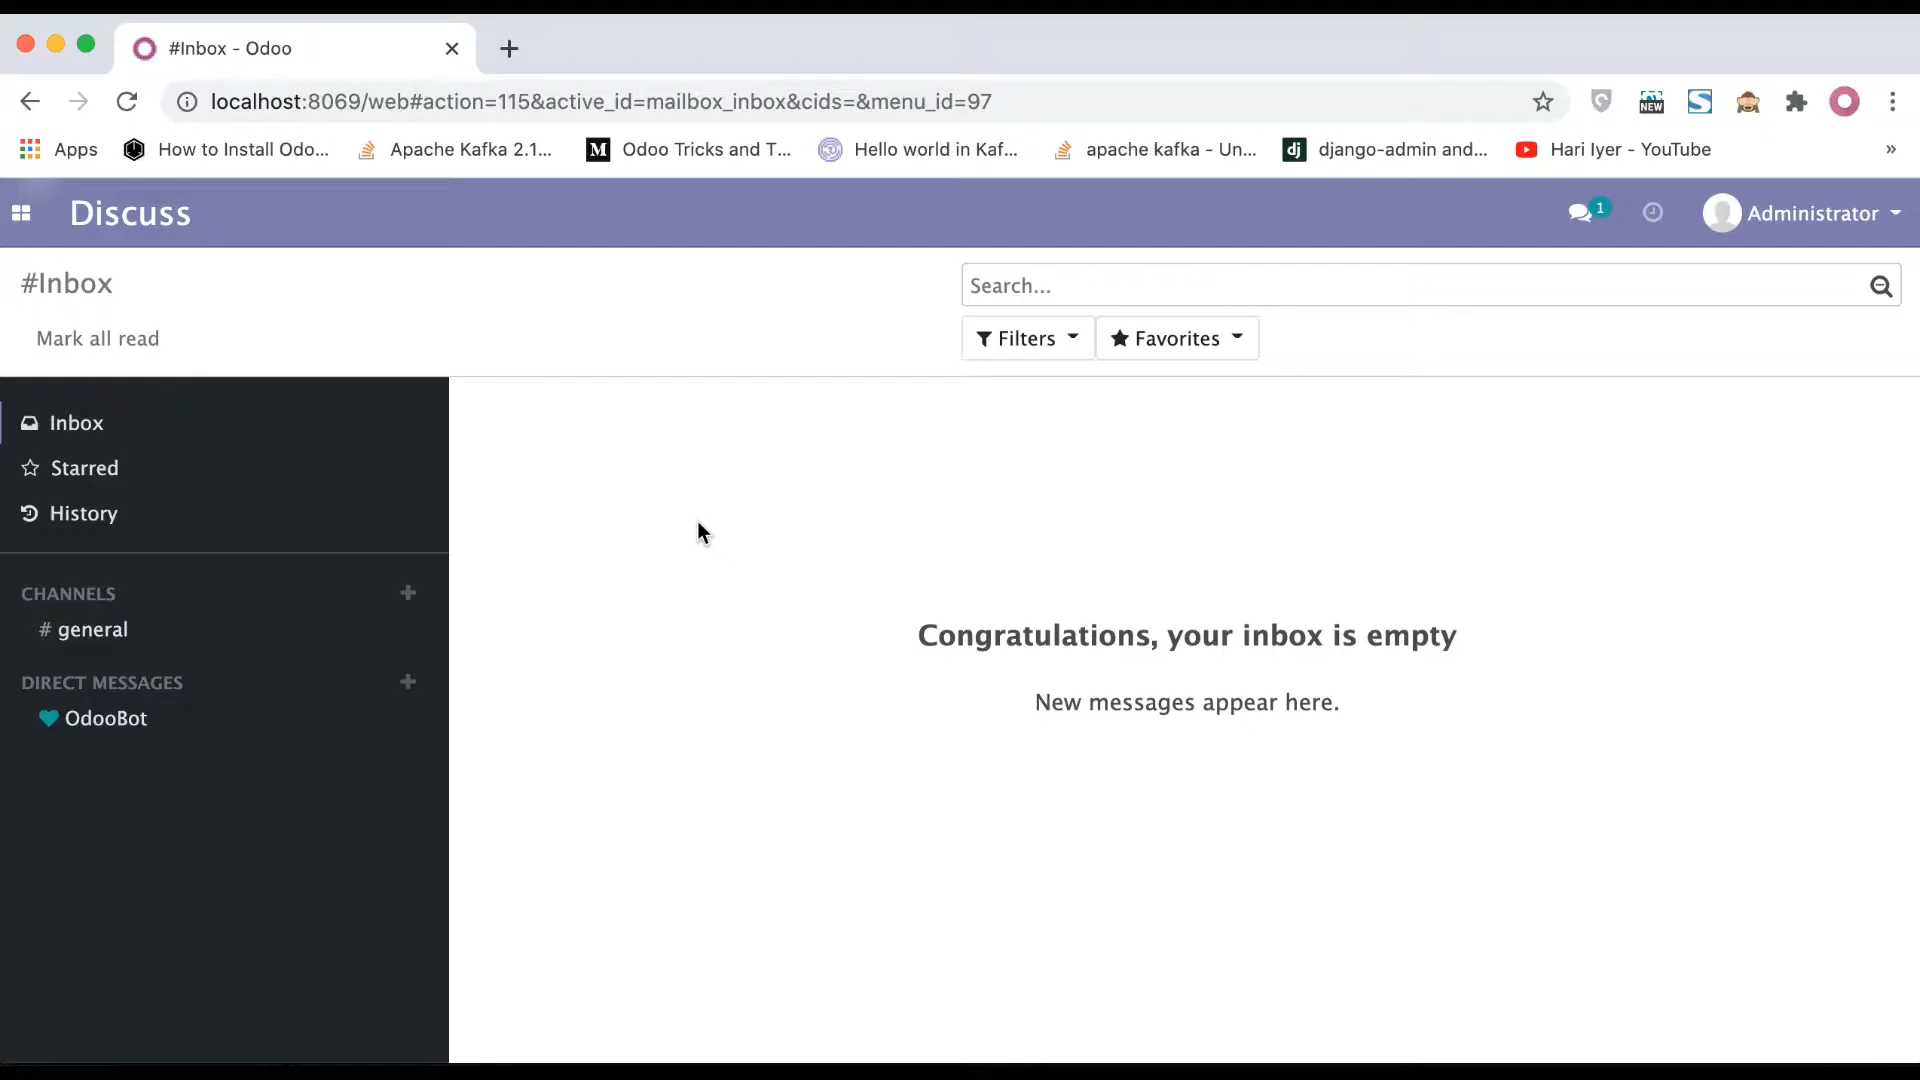 #Inbox - Odoo
localhost:8069/web#action=115&active_id=mailbox_inbox&cids=&menu_id=97
NEW
Apps
How to Install Odo...
Apache Kafka 2.1...
M
Odoo Tricks and T...
Hello world in Kaf...
apache kafka - Un...
dj
django-admin and...
Hari Iyer - YouTube
»
Discuss
1
Administrator
#Inbox
Search...
Mark all read
Filters
Favorites
Inbox
Starred
History
CHANNELS
# general
DIRECT MESSAGES
OdooBot
Congratulations, your inbox is empty
New messages appear here.